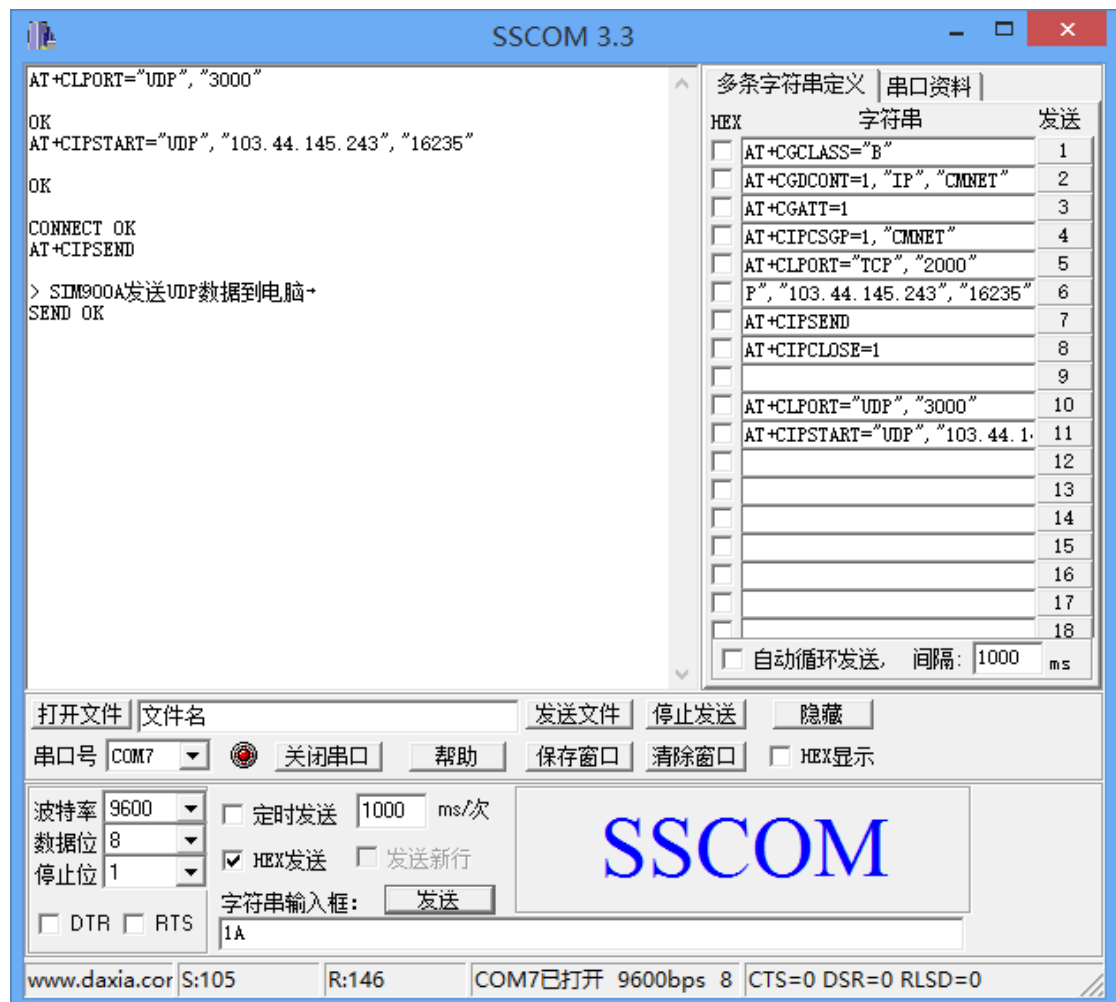 SSCOM 3.3
AT+CLPORT="UDP","3000"
OK
AT+CIPSTART="UDP","103.44.145.243","16235"
OK
CONNECT OK
AT+CIPSEND
> SIM900A发送UDP数据到电脑→
SEND OK
多条字符串定义 串口资料
HEX 字符串 发送
AT+CGCLASS="B" 1
AT+CGDCONT=1,"IP","CMNET" 2
AT+CGATT=1 3
AT+CIPCSGP=1,"CMNET" 4
AT+CLPORT="TCP","2000" 5
P","103.44.145.243","16235" 6
AT+CIPSEND 7
AT+CIPCLOSE=1 8
9
AT+CLPORT="UDP","3000" 10
AT+CIPSTART="UDP","103.44.1 11
12
13
14
15
16
17
18
自动循环发送, 间隔: 1000 ms
打开文件 文件名 发送文件 停止发送 隐藏
串口号 COM7 关闭串口 帮助 保存窗口 清除窗口 HEX显示
波特率 9600 定时发送 1000 ms/次
数据位 8
停止位 1 HEX发送 发送新行
SSCOM
字符串输入框: 发送
DTR RTS 1A
www.daxia.cor S:105 R:146 COM7已打开 9600bps 8 CTS=0 DSR=0 RLSD=0